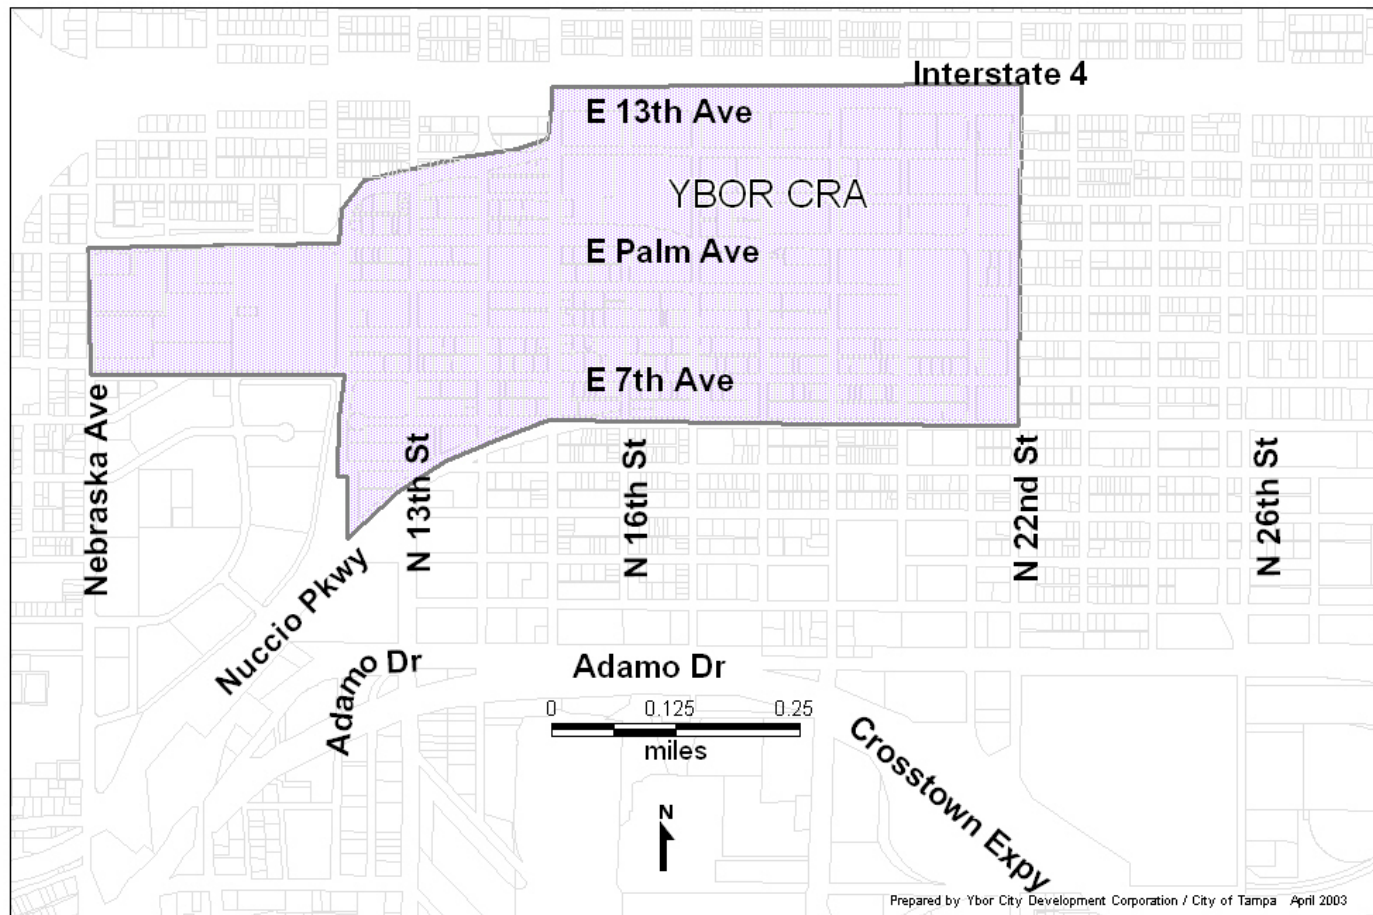 Interstate 4
E 13th Ave
YBOR CRA
E Palm Ave
E 7th Ave
Nebraska Ave
N 13th St
N 16th St
N 22nd St
N 26th St
Nuccio Pkwy
Adamo Dr
Adamo Dr
0 0.125 0.25
miles
Crosstown Expy
N
Prepared by Ybor City Development Corporation / City of Tampa April 2003